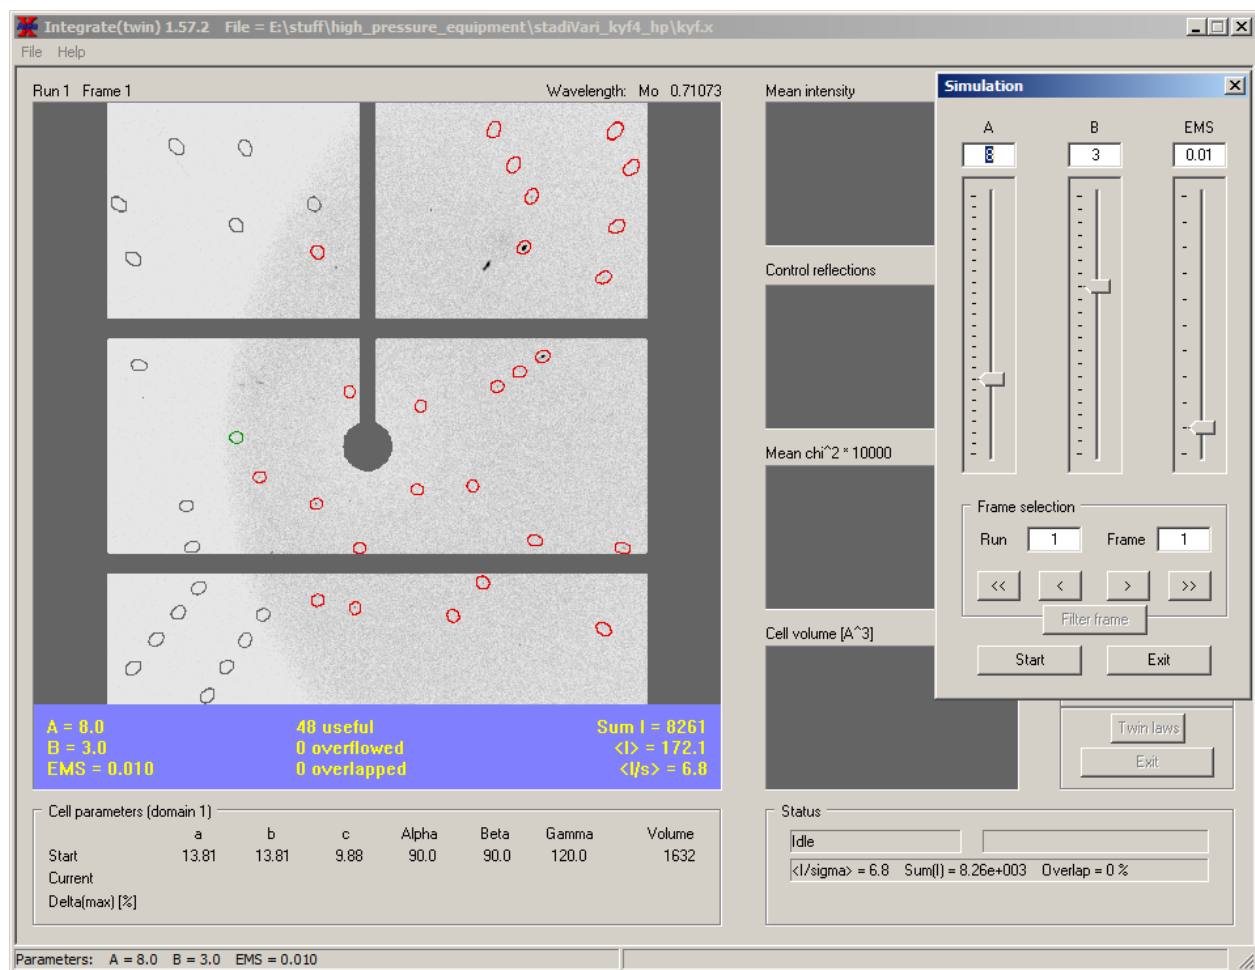 Integrate(twin) 1.57.2 File = E:\stuff\high_pressure_equipment\stadiVari_kyf4_hp\kyf.x
File Help
Run 1 Frame 1 Wavelength: Mo 0.71073
Mean intensity
Control reflections
Mean chi^2 * 10000
Cell volume [A^3]
Simulation
A B EMS
8 3 0.01
Frame selection
Run 1 Frame 1
<< < > >>
Filter frame
Start Exit
Twin laws
Exit
A = 8.0 48 useful Sum I = 8261
B = 3.0 0 overflowed <I> = 172.1
EMS = 0.010 0 overlapped <I/s> = 6.8
Cell parameters (domain 1)
a b c Alpha Beta Gamma Volume
Start 13.81 13.81 9.88 90.0 90.0 120.0 1632
Current
Delta(max) [%]
Status
Idle
<I/sigma> = 6.8 Sum(I) = 8.26e+003 Overlap = 0 %
Parameters: A = 8.0 B = 3.0 EMS = 0.010